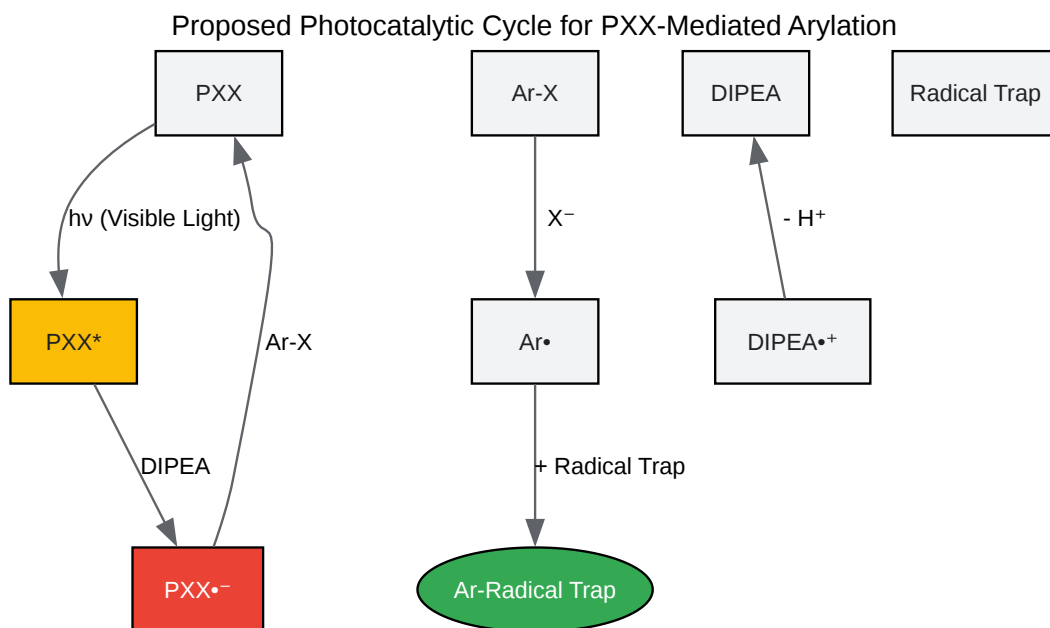 Proposed Photocatalytic Cycle for PXX-Mediated Arylation
PXX
Ar-X
DIPEA
Radical Trap
hν (Visible Light)
X⁻
- H⁺
PXX*
Ar-X
Ar•
DIPEA•⁺
DIPEA
+ Radical Trap
PXX•⁻
Ar-Radical Trap